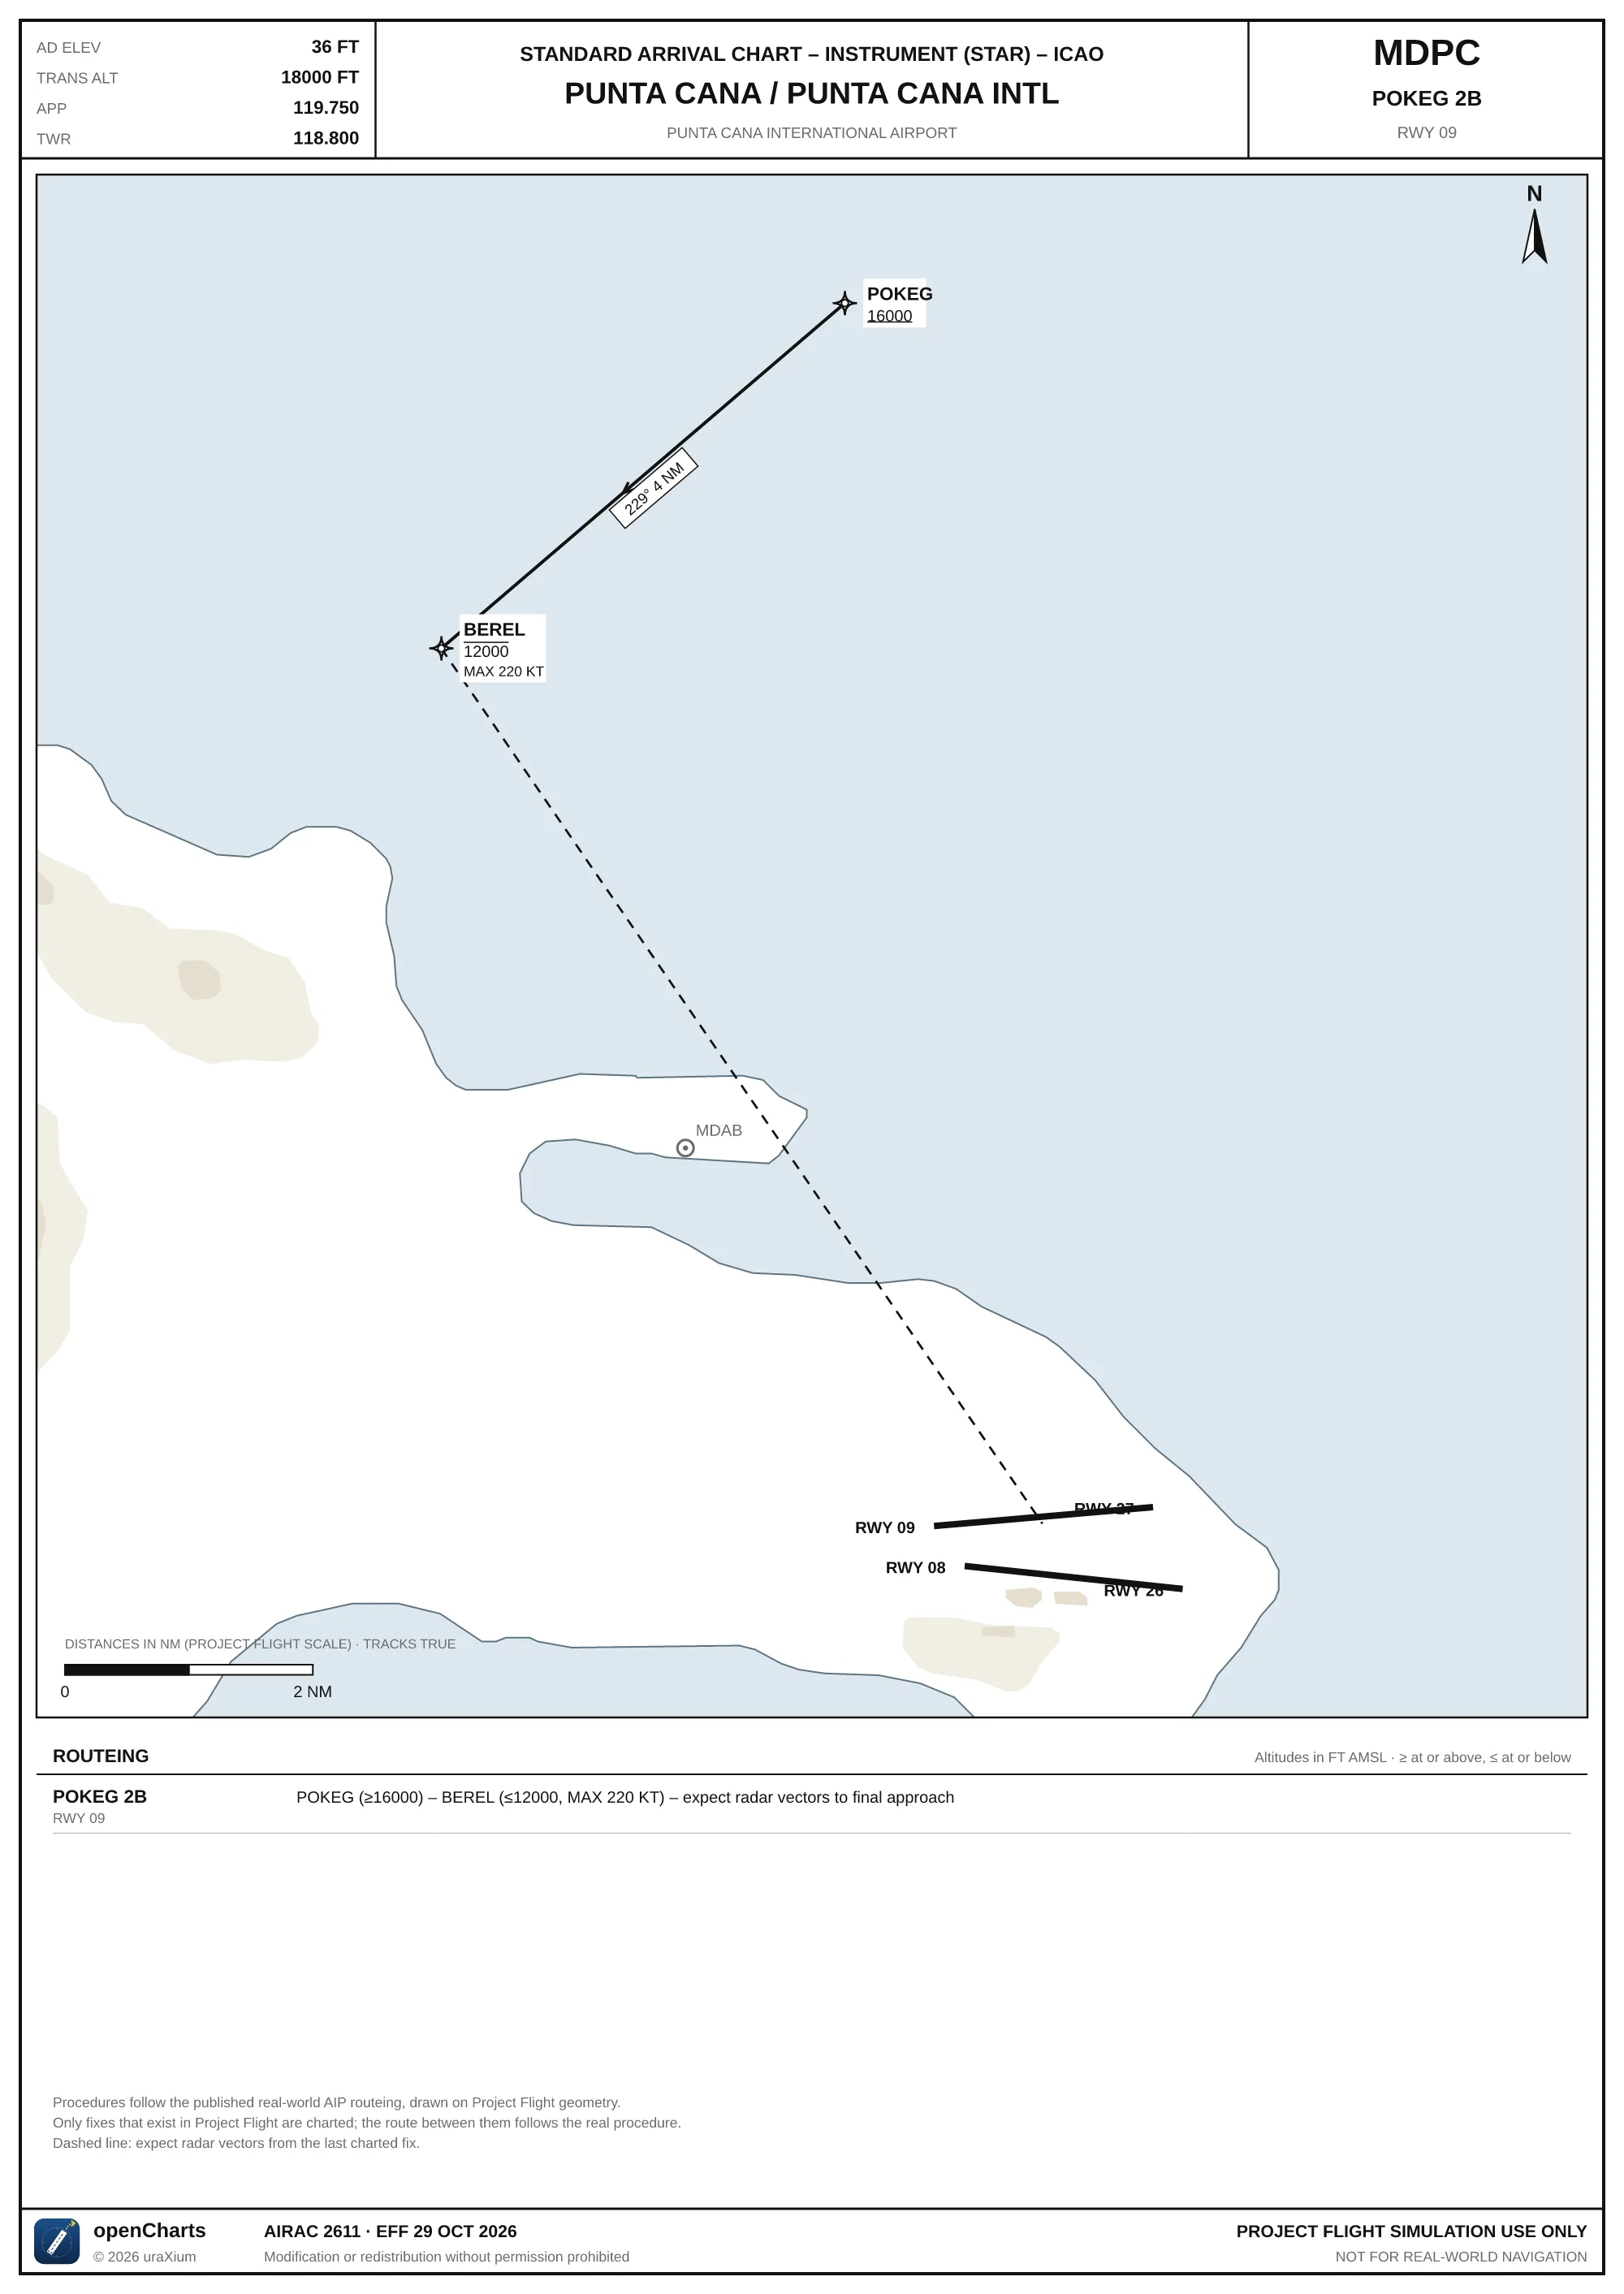 AD ELEV 36 FT
TRANS ALT 18000 FT
APP 119.750
TWR 118.800
STANDARD ARRIVAL CHART – INSTRUMENT (STAR) – ICAO
PUNTA CANA / PUNTA CANA INTL
PUNTA CANA INTERNATIONAL AIRPORT
MDPC
POKEG 2B
RWY 09
N
POKEG
16000
229° 4 NM
BEREL
12000
MAX 220 KT
MDAB
RWY 27
RWY 09
RWY 08
RWY 26
DISTANCES IN NM (PROJECT FLIGHT SCALE) · TRACKS TRUE
0 2 NM
ROUTEING
Altitudes in FT AMSL · ≥ at or above, ≤ at or below
POKEG 2B
POKEG (≥16000) – BEREL (≤12000, MAX 220 KT) – expect radar vectors to final approach
RWY 09
Procedures follow the published real-world AIP routeing, drawn on Project Flight geometry.
Only fixes that exist in Project Flight are charted; the route between them follows the real procedure.
Dashed line: expect radar vectors from the last charted fix.
openCharts
© 2026 uraXium
AIRAC 2611 · EFF 29 OCT 2026
Modification or redistribution without permission prohibited
PROJECT FLIGHT SIMULATION USE ONLY
NOT FOR REAL-WORLD NAVIGATION